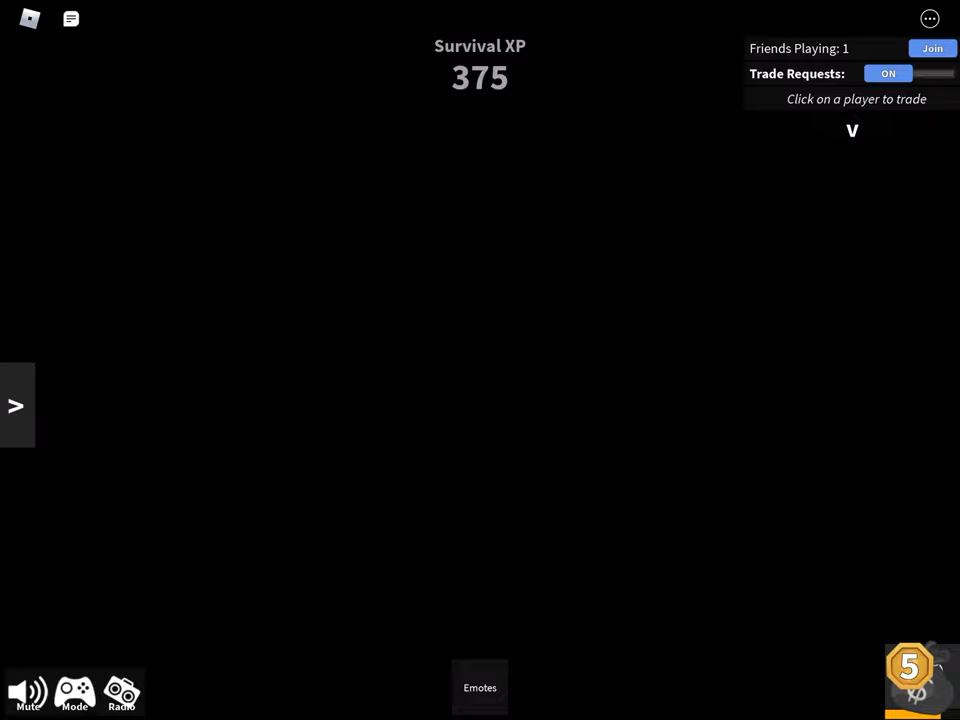 Survival XP
375
Friends Playing: 1
Join
Trade Requests:
ON
Click on a player to trade
v
>
Mute
Mode
Radio
Emotes
5